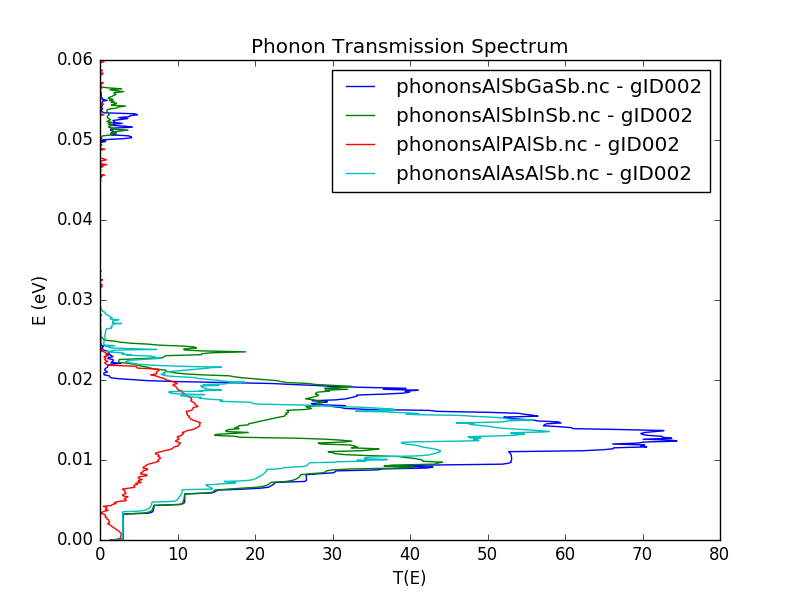 Phonon Transmission Spectrum
phononsAlSbGaSb.nc - gID002
phononsAlSbInSb.nc - gID002
phononsAlPAlSb.nc - gID002
phononsAlAsAlSb.nc - gID002
0.06
0.05
0.04
0.03
0.02
0.01
0.00
E (eV)
0 10 20 30 40 50 60 70 80
T(E)